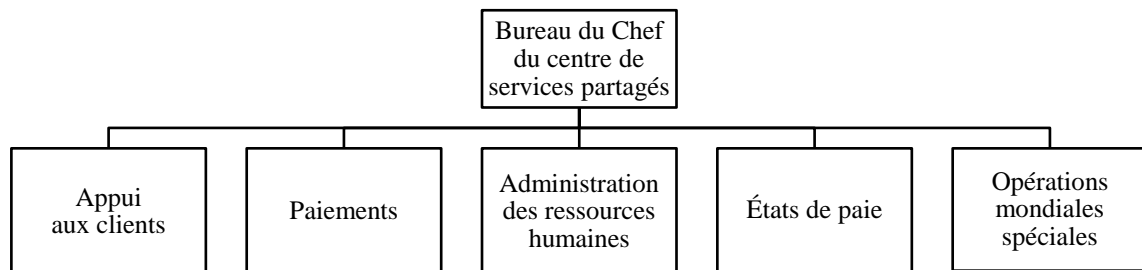 Bureau du Chef
du centre de
services partagés
Appui
aux clients
Paiements
Administration
des ressources
humaines
États de paie
Opérations
mondiales
spéciales